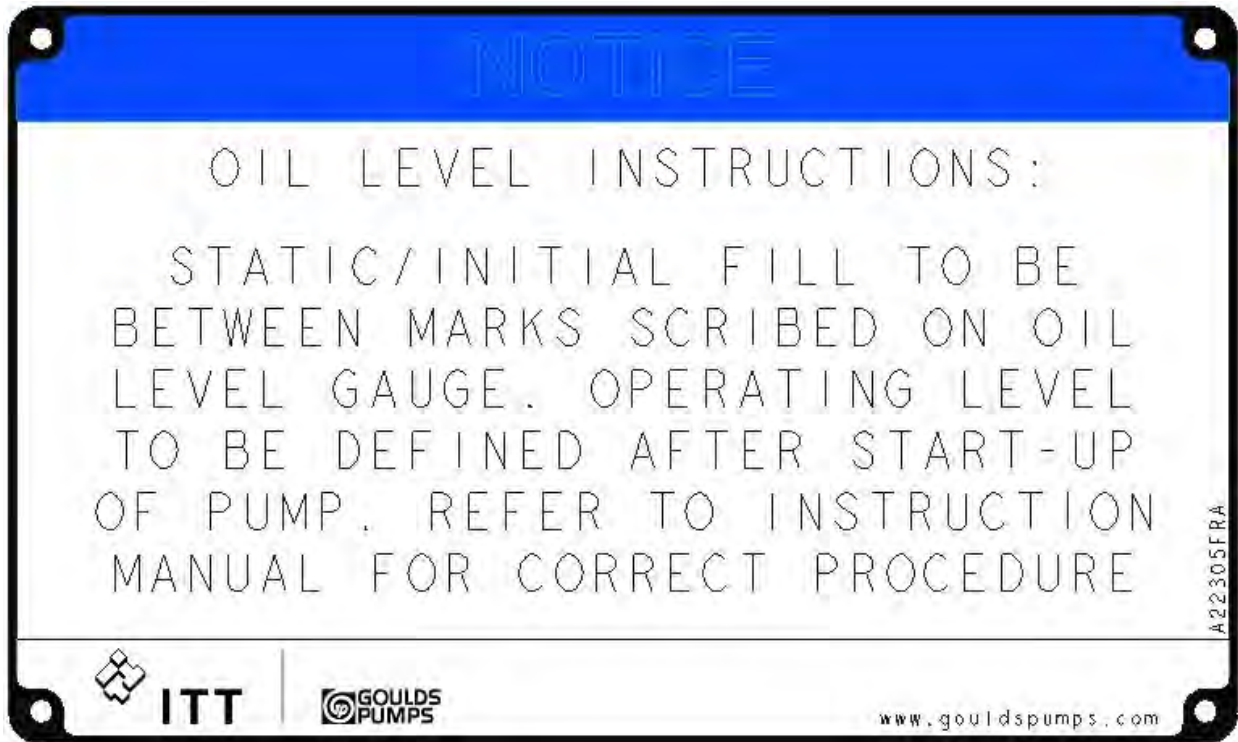 NOTICE
OIL LEVEL INSTRUCTIONS:
STATIC/INITIAL FILL TO BE
BETWEEN MARKS SCRIBED ON OIL
LEVEL GAUGE. OPERATING LEVEL
TO BE DEFINED AFTER START-UP
OF PUMP. REFER TO INSTRUCTION
MANUAL FOR CORRECT PROCEDURE
A22305FRA
ITT
GOULDS
PUMPS
www.gouldspumps.com